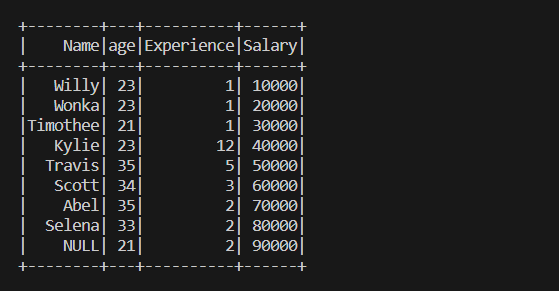 +--------+---+----------+------+
|    Name|age|Experience|Salary|
+--------+---+----------+------+
|   Willy| 23|         1| 10000|
|   Wonka| 23|         1| 20000|
|Timothee| 21|         1| 30000|
|   Kylie| 23|        12| 40000|
|  Travis| 35|         5| 50000|
|   Scott| 34|         3| 60000|
|    Abel| 35|         2| 70000|
|  Selena| 33|         2| 80000|
|    NULL| 21|         2| 90000|
+--------+---+----------+------+